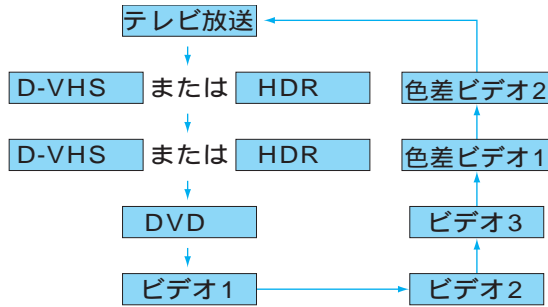 テレビ放送
D-VHS または HDR
D-VHS または HDR
DVD
ビデオ1
ビデオ2
ビデオ3
色差ビデオ1
色差ビデオ2